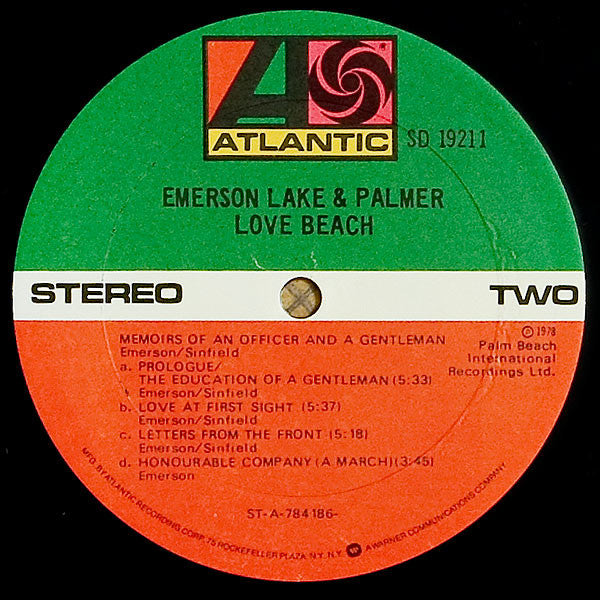 ATLANTIC
SD 19211
EMERSON LAKE & PALMER
LOVE BEACH
STEREO
TWO
℗ 1978
Palm Beach
International
Recordings Ltd.
MEMOIRS OF AN OFFICER AND A GENTLEMAN
Emerson/Sinfield
a. PROLOGUE/
THE EDUCATION OF A GENTLEMAN (5:33)
Emerson/Sinfield
b. LOVE AT FIRST SIGHT (5:37)
Emerson/Sinfield
c. LETTERS FROM THE FRONT (5:18)
Emerson/Sinfield
d. HONOURABLE COMPANY (A MARCH)(3:45)
Emerson
ST-A-784186-
MFG. BY ATLANTIC RECORDING CORP. 75 ROCKEFELLER PLAZA, N.Y. N.Y. A WARNER COMMUNICATIONS COMPANY